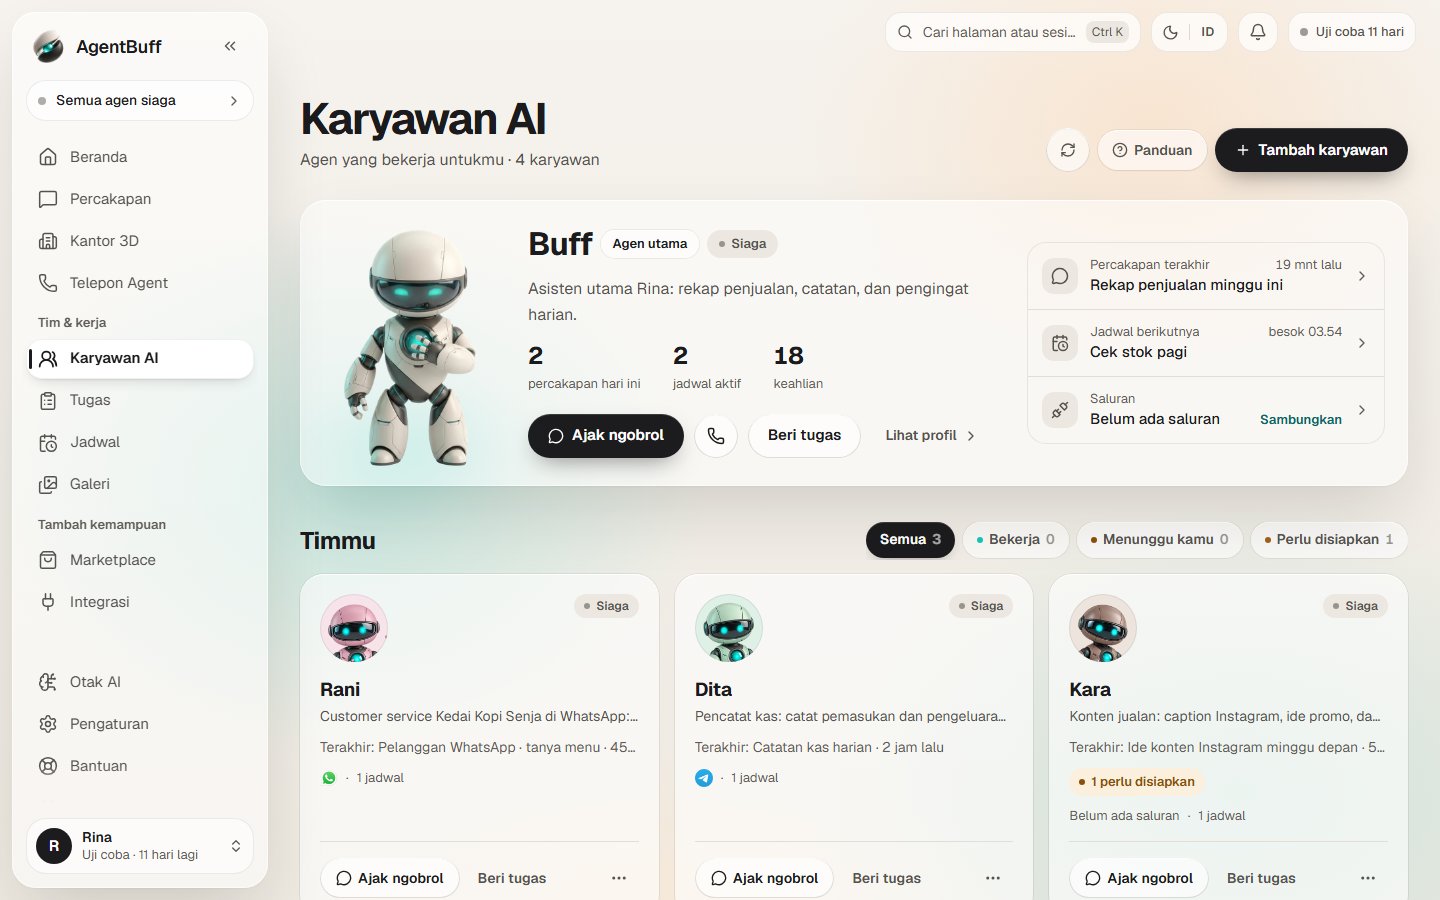 AgentBuff
Semua agen siaga
Beranda
Percakapan
Kantor 3D
Telepon Agent
Tim & kerja
Karyawan AI
Tugas
Jadwal
Galeri
Tambah kemampuan
Marketplace
Integrasi
Otak AI
Pengaturan
Bantuan
R
Rina
Uji coba · 11 hari lagi
Cari halaman atau sesi... Ctrl K
ID
Uji coba 11 hari
Karyawan AI
Agen yang bekerja untukmu · 4 karyawan
Panduan
+ Tambah karyawan
Buff Agen utama Siaga
Asisten utama Rina: rekap penjualan, catatan, dan pengingat
harian.
2 2 18
percakapan hari ini jadwal aktif keahlian
Ajak ngobrol Beri tugas Lihat profil
Percakapan terakhir 19 mnt lalu
Rekap penjualan minggu ini
Jadwal berikutnya besok 03.54
Cek stok pagi
Saluran
Belum ada saluran Sambungkan
Timmu
Semua 3 Bekerja 0 Menunggu kamu 0 Perlu disiapkan 1
Siaga
Rani
Customer service Kedai Kopi Senja di WhatsApp:...
Terakhir: Pelanggan WhatsApp · tanya menu · 45...
· 1 jadwal
Ajak ngobrol Beri tugas ...
Siaga
Dita
Pencatat kas: catat pemasukan dan pengeluara...
Terakhir: Catatan kas harian · 2 jam lalu
· 1 jadwal
Ajak ngobrol Beri tugas ...
Siaga
Kara
Konten jualan: caption Instagram, ide promo, da...
Terakhir: Ide konten Instagram minggu depan · 5...
1 perlu disiapkan
Belum ada saluran · 1 jadwal
Ajak ngobrol Beri tugas ...